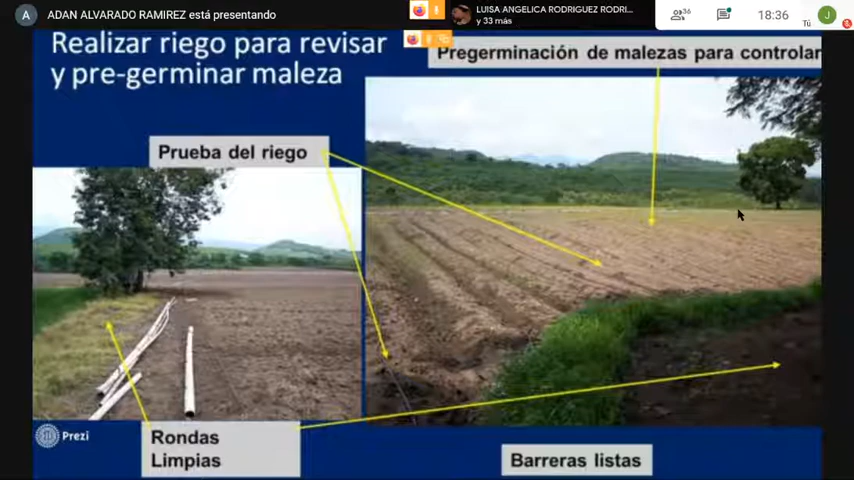 A ADAN ALVARADO RAMIREZ está presentando
LUISA ANGELICA RODRIGUEZ RODRI...
y 33 más
36
18:36
Tú
J
Realizar riego para revisar
y pre-germinar maleza
Pregerminación de malezas para controlar
Prueba del riego
Prezi
Rondas
Limpias
Barreras listas